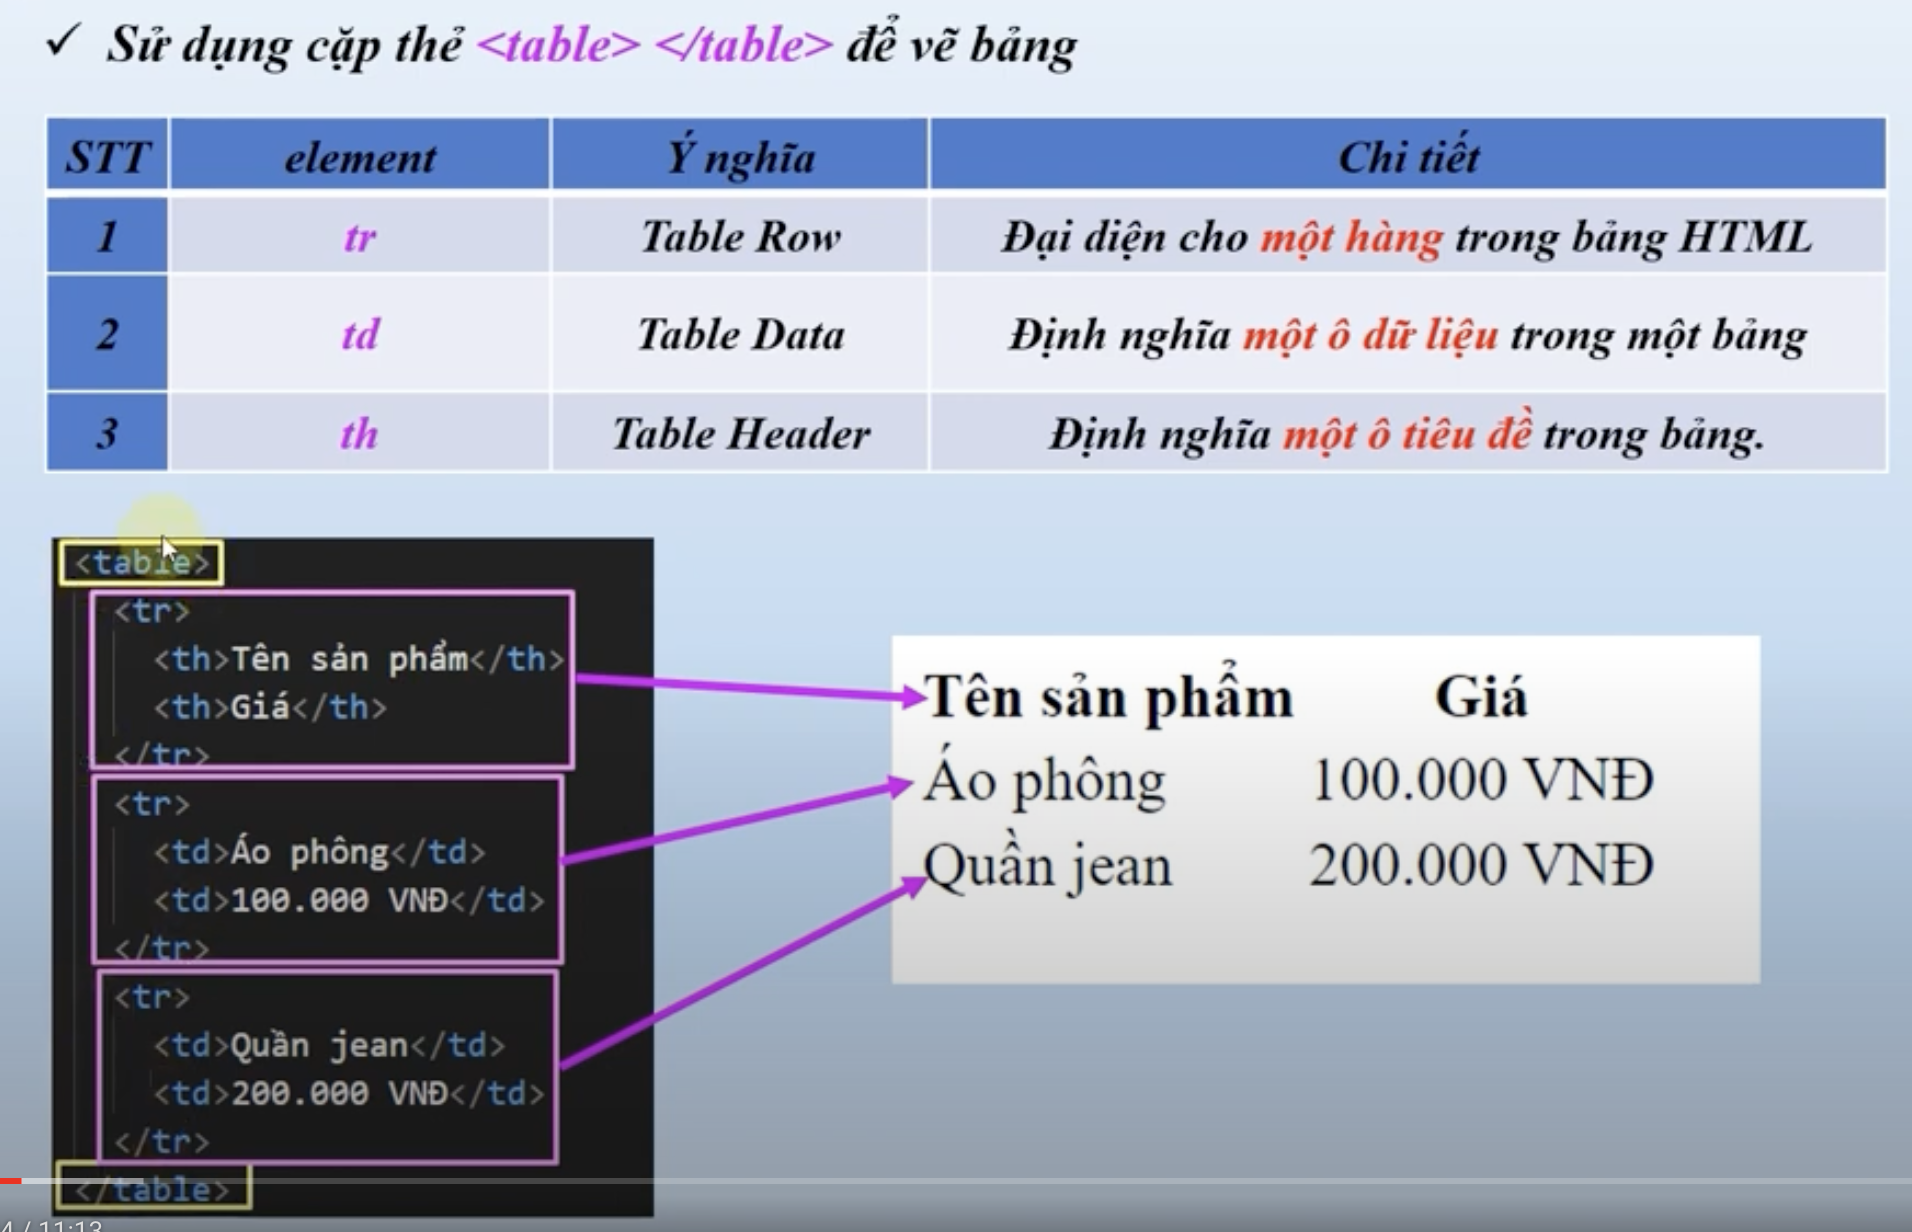 ✓ Sử dụng cặp thẻ <table> </table> để vẽ bảng
STT element Ý nghĩa Chi tiết
1 tr Table Row Đại diện cho một hàng trong bảng HTML
2 td Table Data Định nghĩa một ô dữ liệu trong một bảng
3 th Table Header Định nghĩa một ô tiêu đề trong bảng.
<table>
<tr>
<th>Tên sản phẩm</th>
<th>Giá</th>
</tr>
<tr>
<td>Áo phông</td>
<td>100.000 VNĐ</td>
</tr>
<tr>
<td>Quần jean</td>
<td>200.000 VNĐ</td>
</tr>
</table>
Tên sản phẩm Giá
Áo phông 100.000 VNĐ
Quần jean 200.000 VNĐ
4 / 11:13